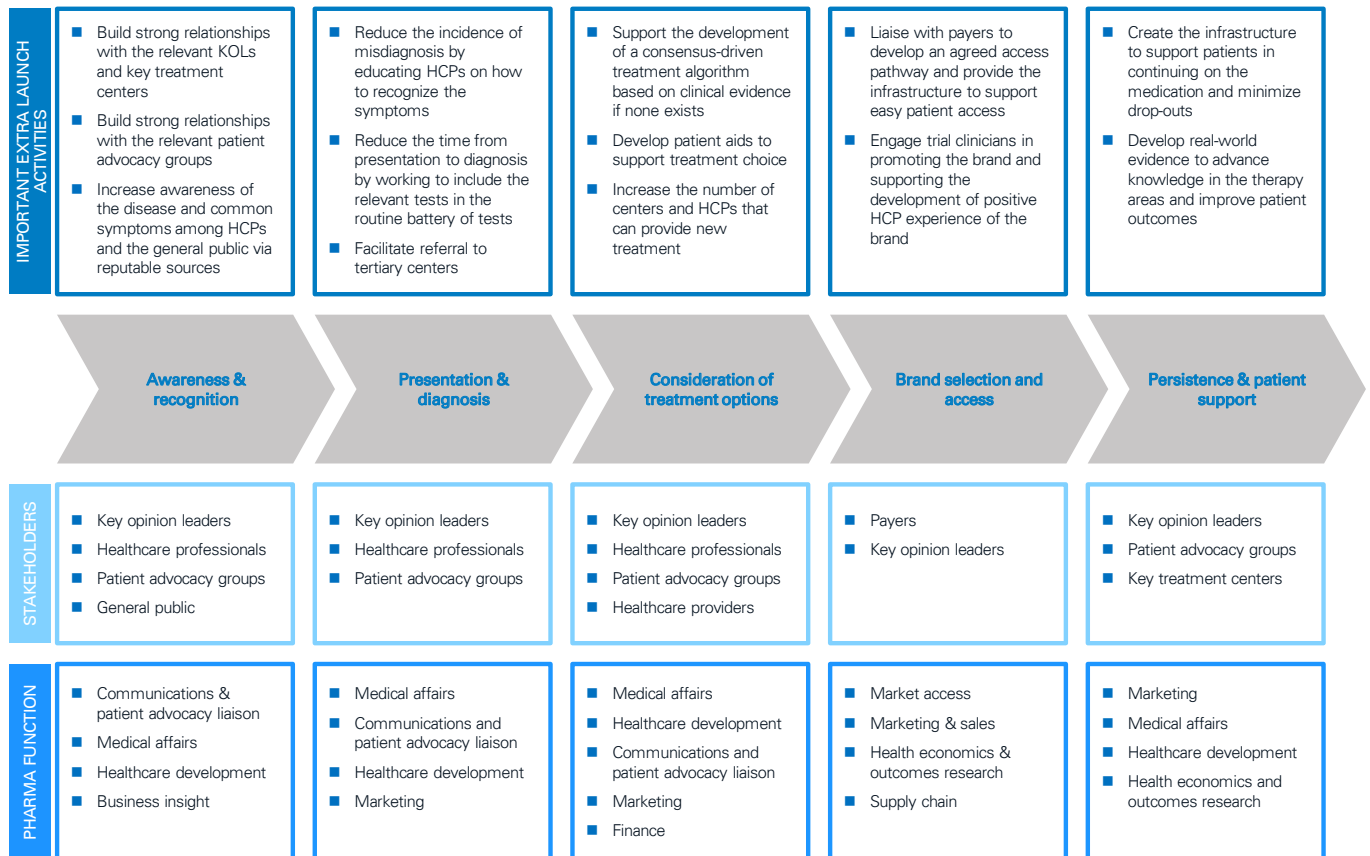 IMPORTANT EXTRA LAUNCH
ACTIVITIES
Build strong relationships
with the relevant KOLs
and key treatment
centers
Build strong relationships
with the relevant patient
advocacy groups
Increase awareness of
the disease and common
symptoms among HCPs
and the general public via
reputable sources
Reduce the incidence of
misdiagnosis by
educating HCPs on how
to recognize the
symptoms
Reduce the time from
presentation to diagnosis
by working to include the
relevant tests in the
routine battery of tests
Facilitate referral to
tertiary centers
Support the development
of a consensus-driven
treatment algorithm
based on clinical evidence
if none exists
Develop patient aids to
support treatment choice
Increase the number of
centers and HCPs that
can provide new
treatment
Liaise with payers to
develop an agreed access
pathway and provide the
infrastructure to support
easy patient access
Engage trial clinicians in
promoting the brand and
supporting the
development of positive
HCP experience of the
brand
Create the infrastructure
to support patients in
continuing on the
medication and minimize
drop-outs
Develop real-world
evidence to advance
knowledge in the therapy
areas and improve patient
outcomes
Awareness &
recognition
Presentation &
diagnosis
Consideration of
treatment options
Brand selection and
access
Persistence & patient
support
STAKEHOLDERS
Key opinion leaders
Healthcare professionals
Patient advocacy groups
General public
Key opinion leaders
Healthcare professionals
Patient advocacy groups
Key opinion leaders
Healthcare professionals
Patient advocacy groups
Healthcare providers
Payers
Key opinion leaders
Key opinion leaders
Patient advocacy groups
Key treatment centers
PHARMA FUNCTION
Communications &
patient advocacy liaison
Medical affairs
Healthcare development
Business insight
Medical affairs
Communications and
patient advocacy liaison
Healthcare development
Marketing
Medical affairs
Healthcare development
Communications and
patient advocacy liaison
Marketing
Finance
Market access
Marketing & sales
Health economics &
outcomes research
Supply chain
Marketing
Medical affairs
Healthcare development
Health economics and
outcomes research